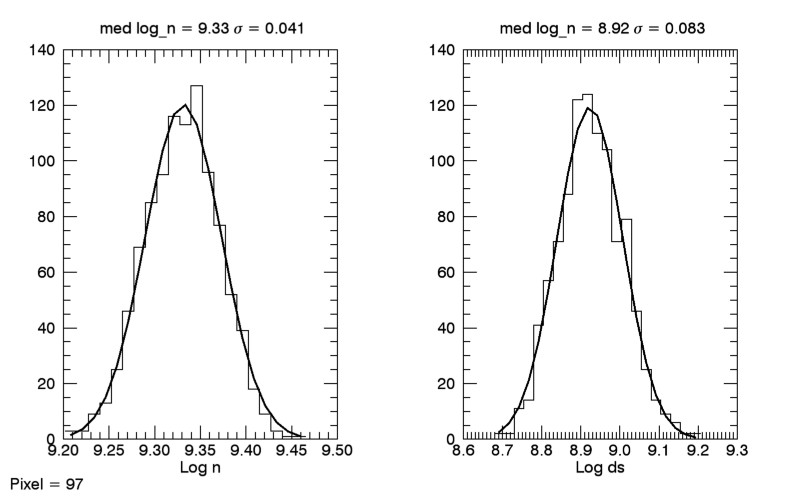 med log_n = 9.33 σ = 0.041
140
120
100
80
60
40
20
0
9.20 9.25 9.30 9.35 9.40 9.45 9.50
Log n
med log_n = 8.92 σ = 0.083
140
120
100
80
60
40
20
0
8.6 8.7 8.8 8.9 9.0 9.1 9.2 9.3
Log ds
Pixel = 97